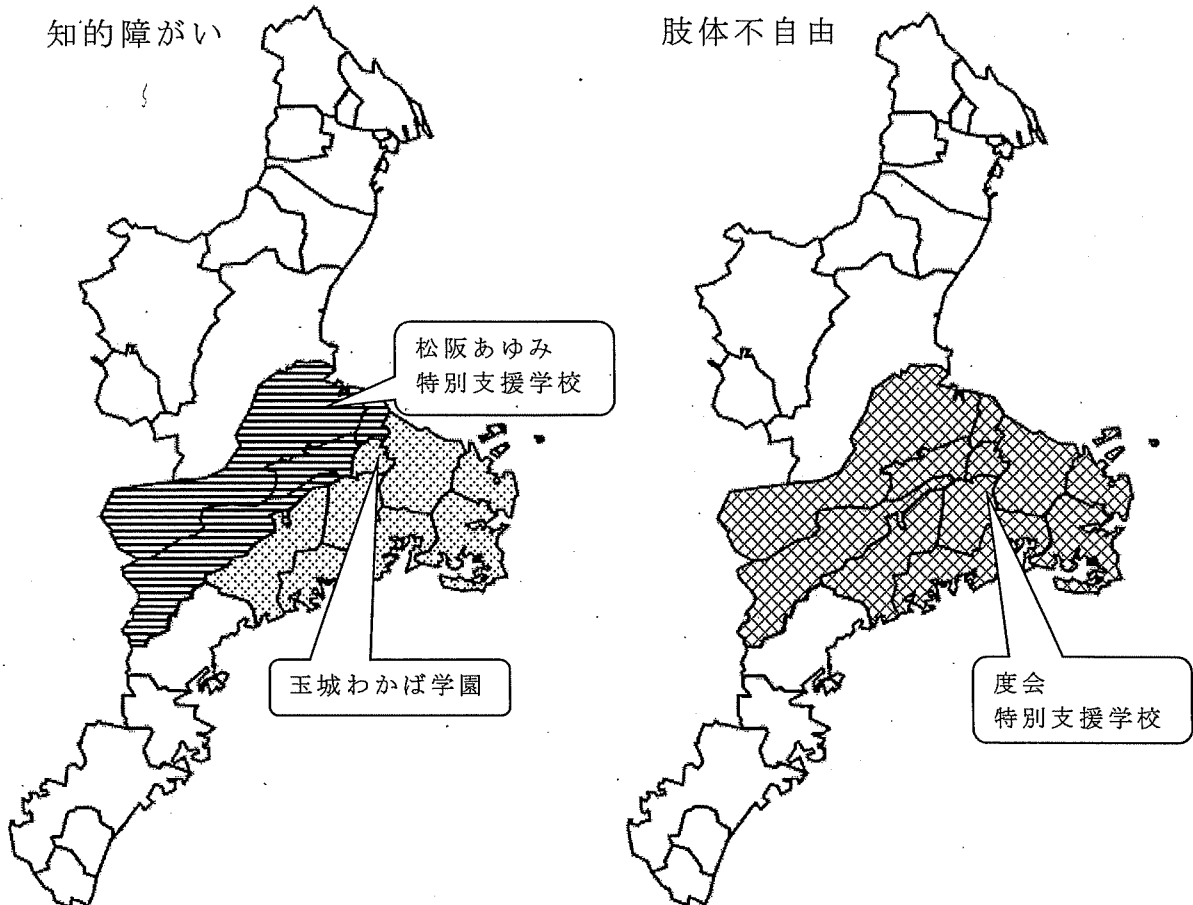 知的障がい
肢体不自由
松阪あゆみ
特別支援学校
玉城わかば学園
度会
特別支援学校